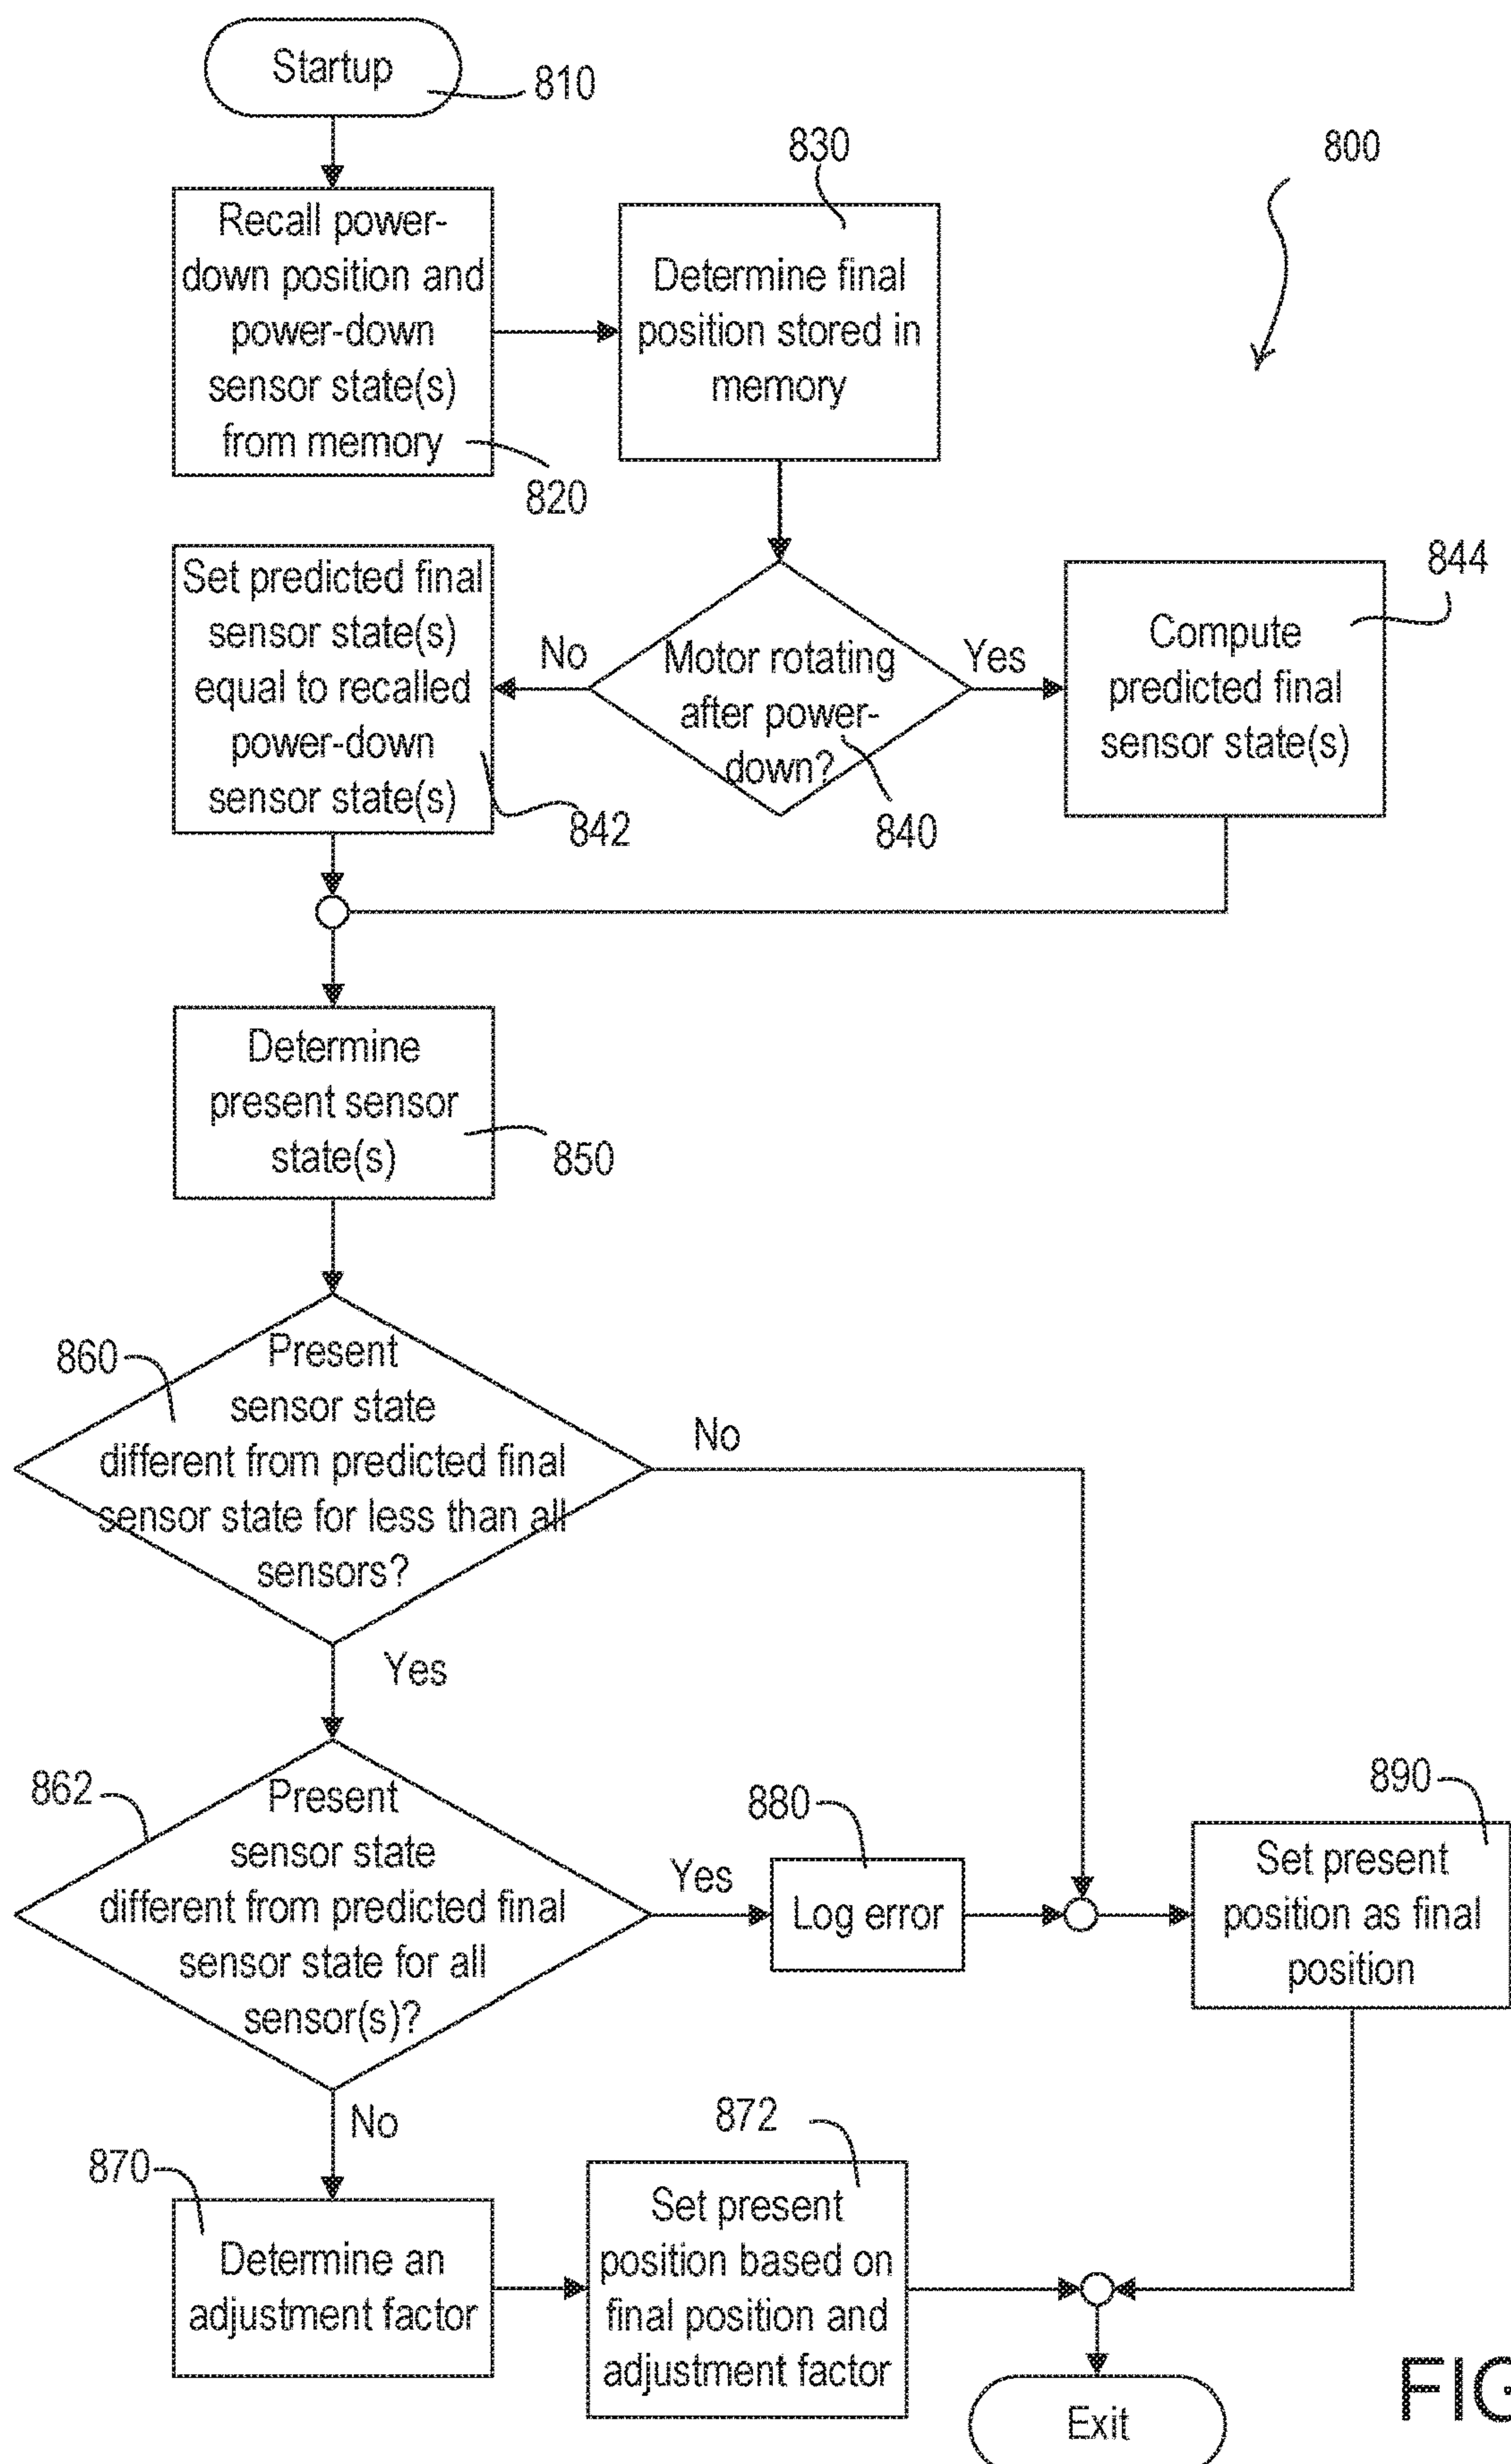 Startup
810
800
830
Recall power-
down position and
power-down
sensor state(s)
from memory
820
Determine final
position stored in
memory
Set predicted final
sensor state(s)
equal to recalled
power-down
sensor state(s)
842
No
Motor rotating
after power-
down?
840
Yes
844
Compute
predicted final
sensor state(s)
Determine
present sensor
state(s)
850
860
Present
sensor state
different from predicted final
sensor state for less than all
sensors?
No
Yes
862
Present
sensor state
different from predicted final
sensor state for all
sensor(s)?
Yes
880
Log error
890
Set present
position as final
position
No
870
Determine an
adjustment factor
872
Set present
position based on
final position and
adjustment factor
Exit